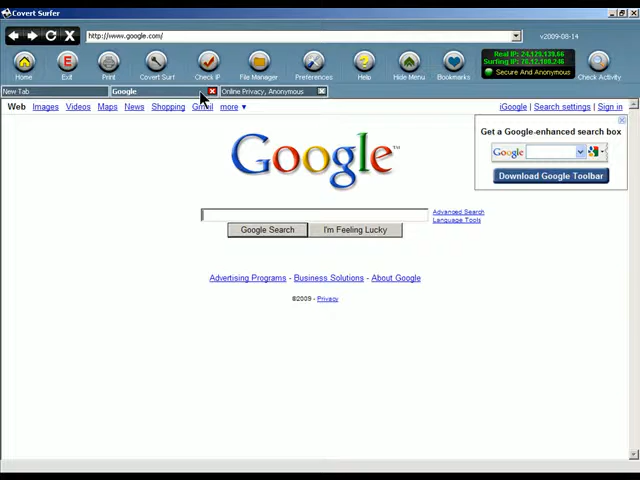 Covert Surfer
http://www.google.com/
v2009-08-14
Home
Exit
Print
Covert Surf
Check IP
File Manager
Preferences
Help
Hide Menu
Bookmarks
Real IP: 24.129.139.66
Surfing IP: 76.12.180.246
Secure And Anonymous
Check Activity
New Tab...
Google
Online Privacy, Anonymous
Web Images Videos Maps News Shopping Gmail more ▼
iGoogle | Search settings | Sign in
Get a Google-enhanced search box
Google
Download Google Toolbar
Google™
Advanced Search
Language Tools
Google Search
I'm Feeling Lucky
Advertising Programs - Business Solutions - About Google
©2009 - Privacy